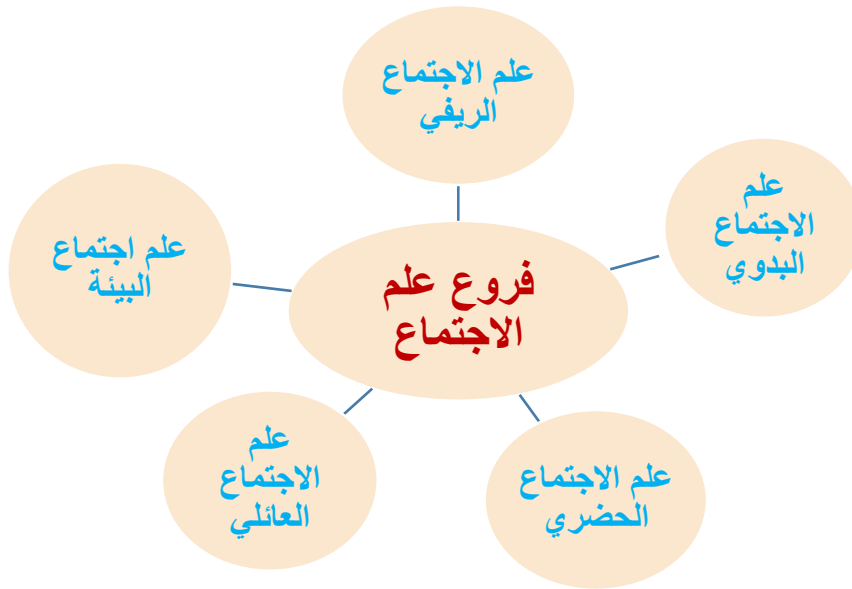 علم الاجتماع
الريفي
علم
الاجتماع
البدوي
علم اجتماع
البيئة
فروع علم
الاجتماع
علم
الاجتماع
العائلي
علم الاجتماع
الحضري